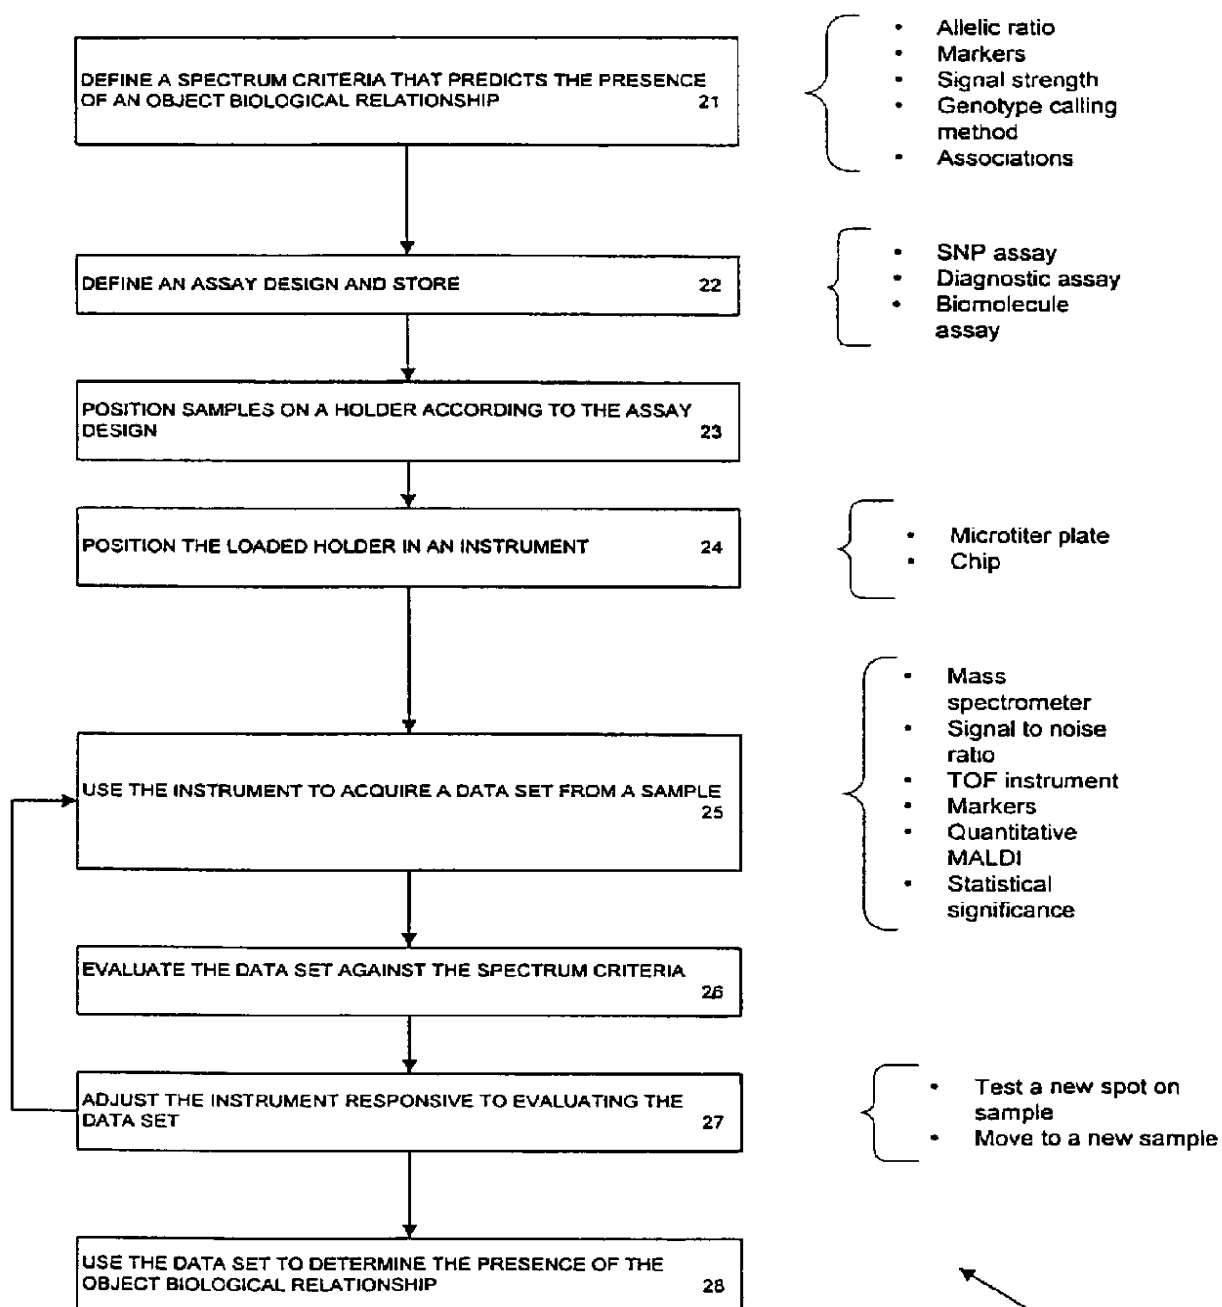 DEFINE A SPECTRUM CRITERIA THAT PREDICTS THE PRESENCE
OF AN OBJECT BIOLOGICAL RELATIONSHIP 21
• Allelic ratio
• Markers
• Signal strength
• Genotype calling
method
• Associations
DEFINE AN ASSAY DESIGN AND STORE 22
• SNP assay
• Diagnostic assay
• Biomolecule
assay
POSITION SAMPLES ON A HOLDER ACCORDING TO THE ASSAY
DESIGN 23
POSITION THE LOADED HOLDER IN AN INSTRUMENT 24
• Microtiter plate
• Chip
USE THE INSTRUMENT TO ACQUIRE A DATA SET FROM A SAMPLE
25
• Mass
spectrometer
• Signal to noise
ratio
• TOF instrument
• Markers
• Quantitative
MALDI
• Statistical
significance
EVALUATE THE DATA SET AGAINST THE SPECTRUM CRITERIA
26
ADJUST THE INSTRUMENT RESPONSIVE TO EVALUATING THE
DATA SET 27
• Test a new spot on
sample
• Move to a new sample
USE THE DATA SET TO DETERMINE THE PRESENCE OF THE
OBJECT BIOLOGICAL RELATIONSHIP 28